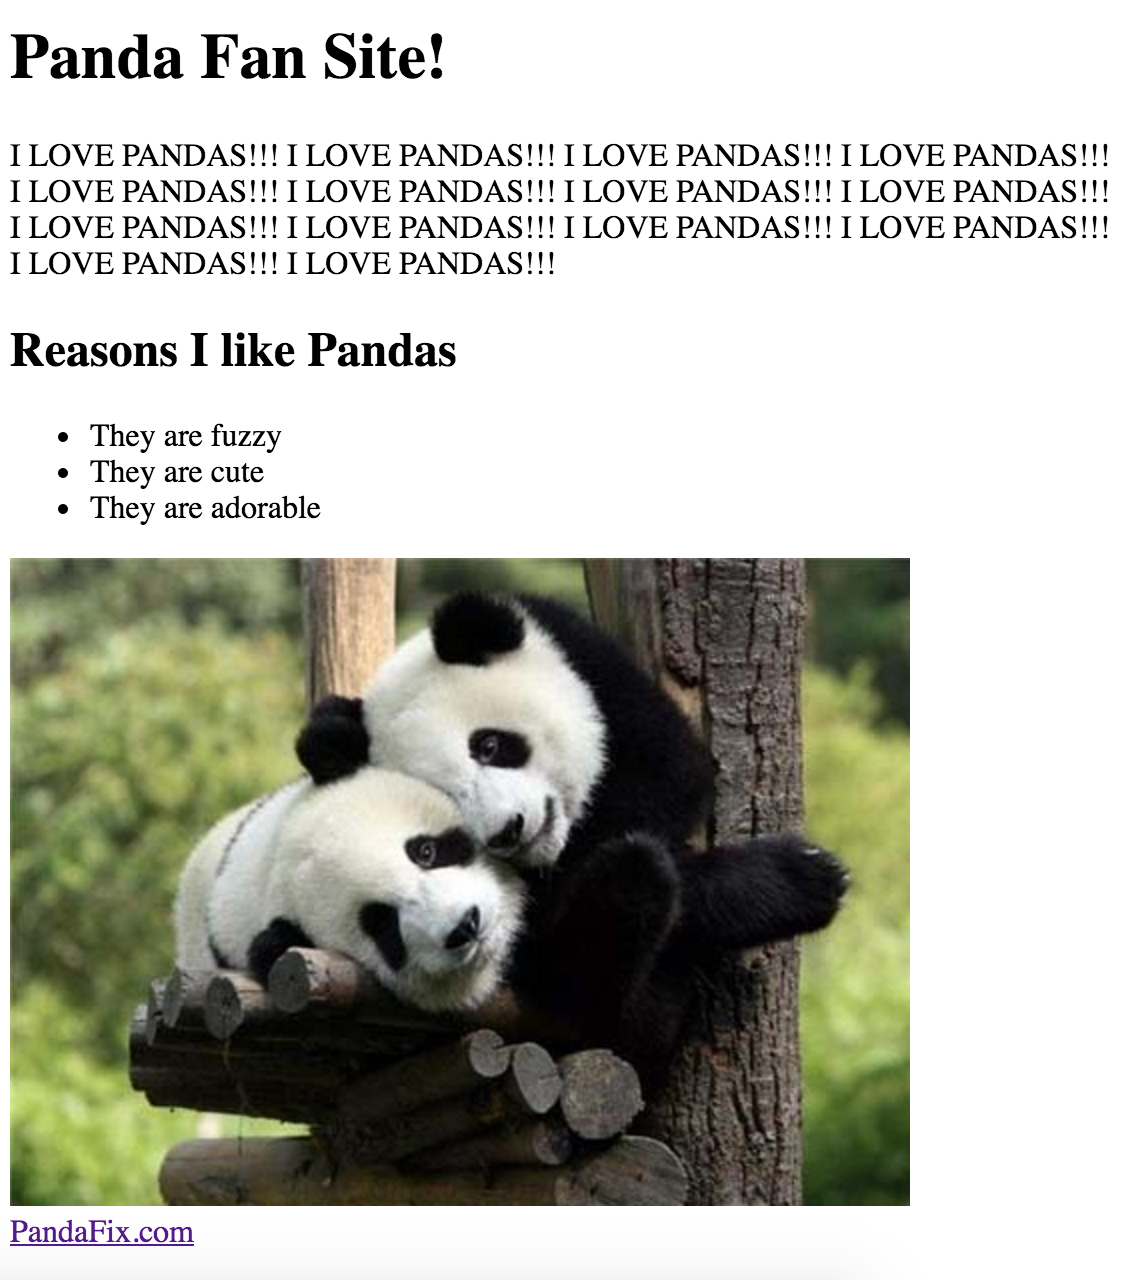 Panda Fan Site!
I LOVE PANDAS!!! I LOVE PANDAS!!! I LOVE PANDAS!!! I LOVE PANDAS!!!
I LOVE PANDAS!!! I LOVE PANDAS!!! I LOVE PANDAS!!! I LOVE PANDAS!!!
I LOVE PANDAS!!! I LOVE PANDAS!!! I LOVE PANDAS!!! I LOVE PANDAS!!!
I LOVE PANDAS!!! I LOVE PANDAS!!!
Reasons I like Pandas
• They are fuzzy
• They are cute
• They are adorable
PandaFix.com